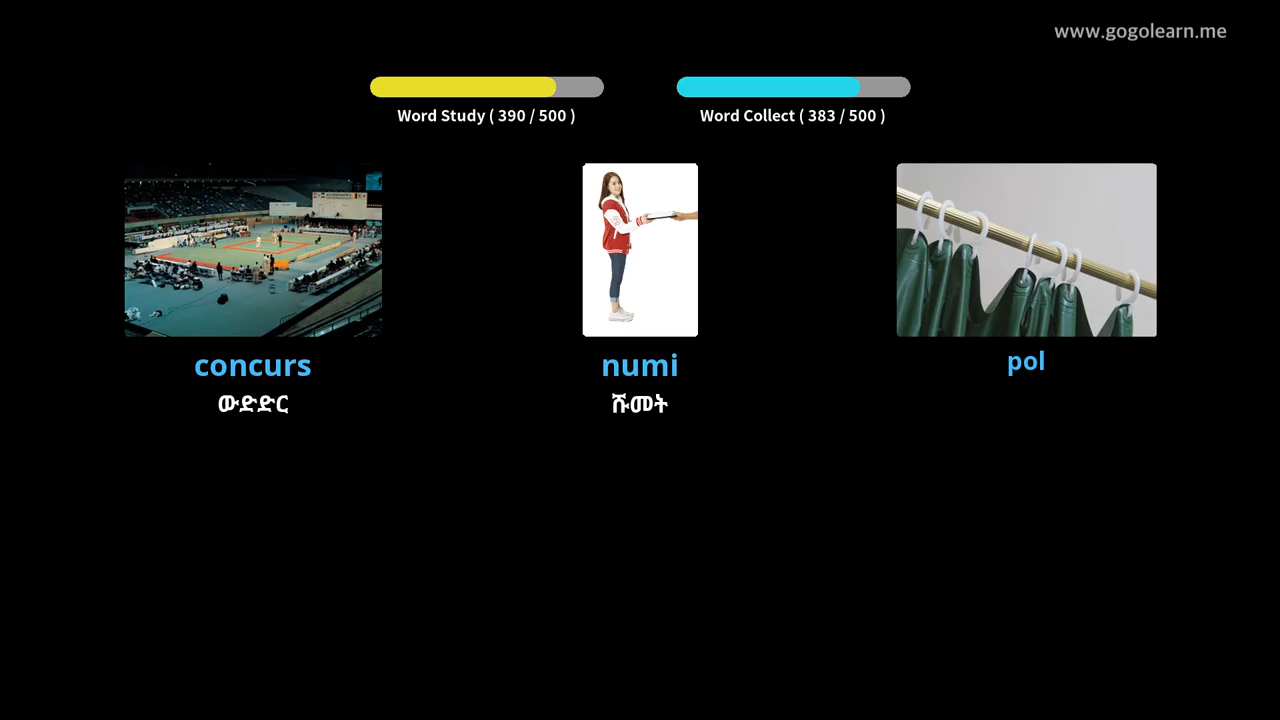 www.gogolearn.me
Word Study ( 390 / 500 )
Word Collect ( 383 / 500 )
concurs
numi
pol
ውድድር
ሹመት